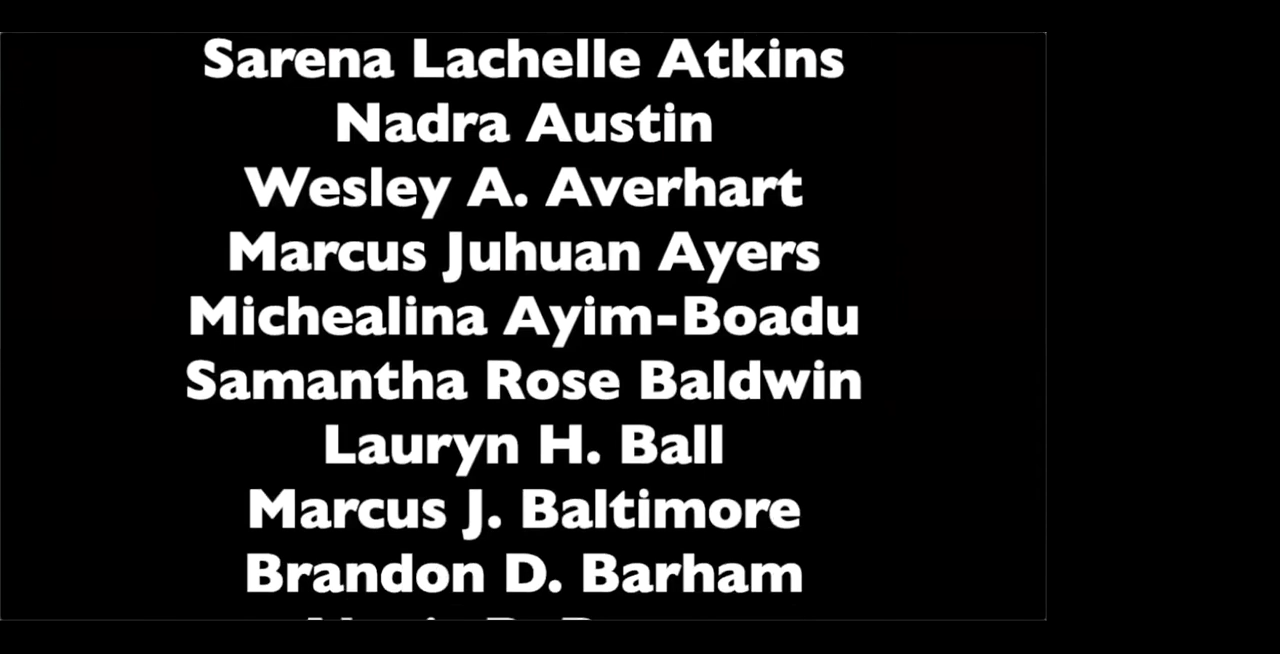 Sarena Lachelle Atkins
Nadra Austin
Wesley A. Averhart
Marcus Juhuan Ayers
Michealina Ayim-Boadu
Samantha Rose Baldwin
Lauryn H. Ball
Marcus J. Baltimore
Brandon D. Barham